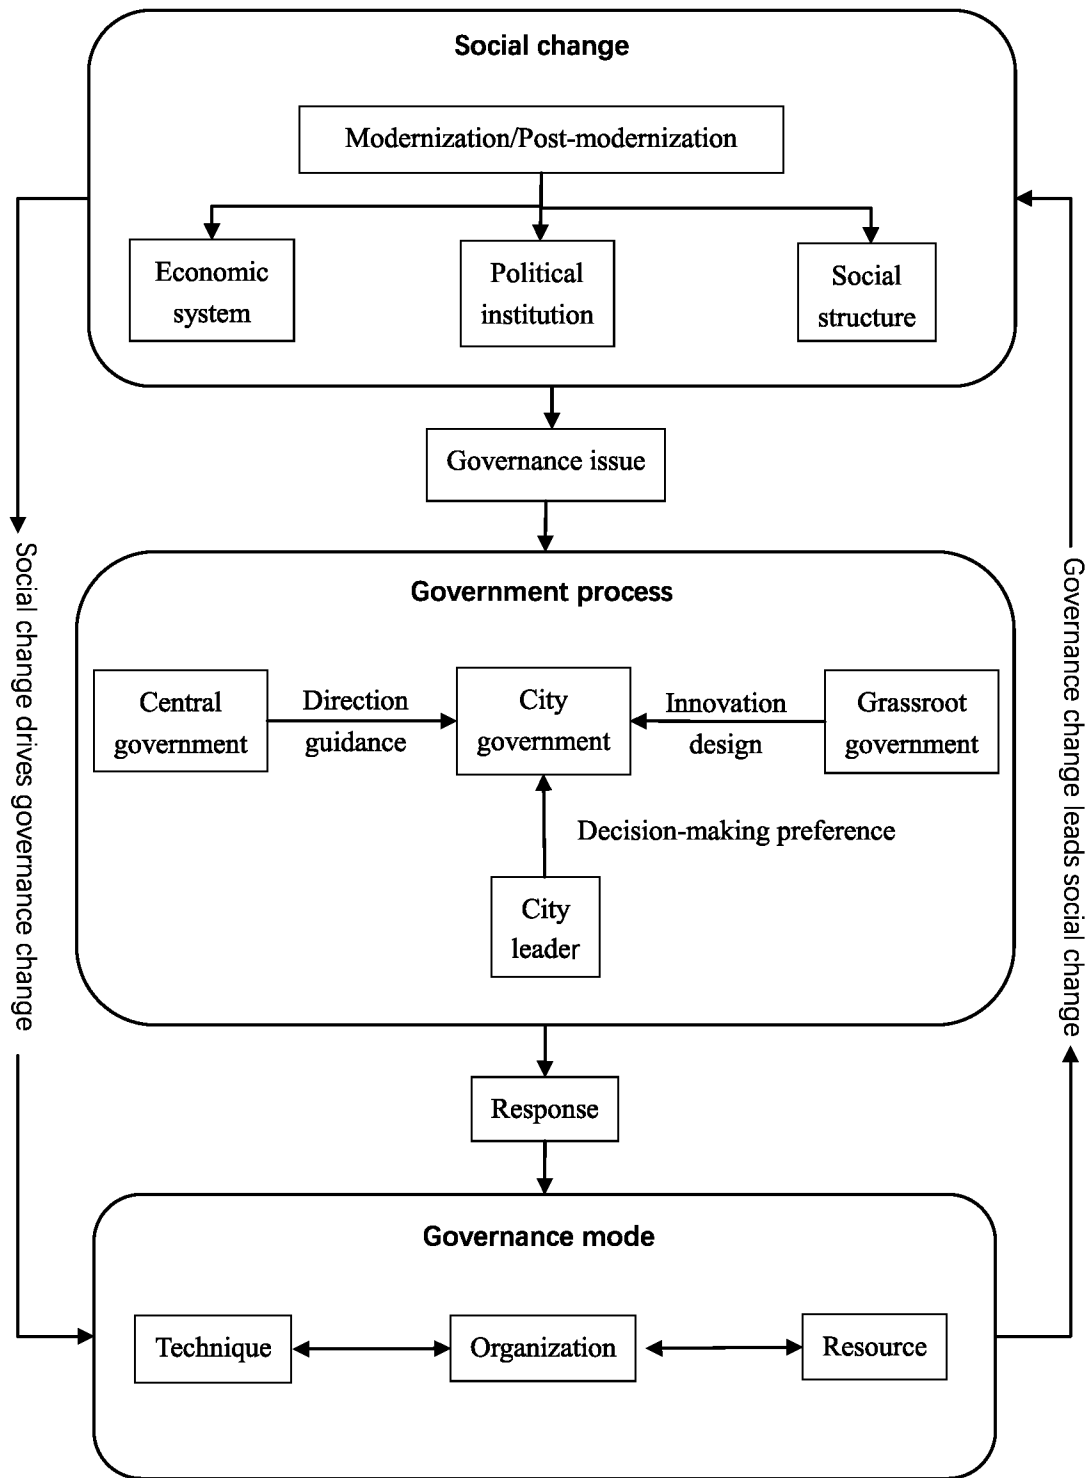 Social change
Modernization/Post-modernization
Economic
system
Political
institution
Social
structure
Governance issue
Social change drives governance change
Governance change leads social change
Government process
Central
government
Direction
guidance
City
government
Innovation
design
Grassroot
government
Decision-making preference
City
leader
Response
Governance mode
Technique
Organization
Resource